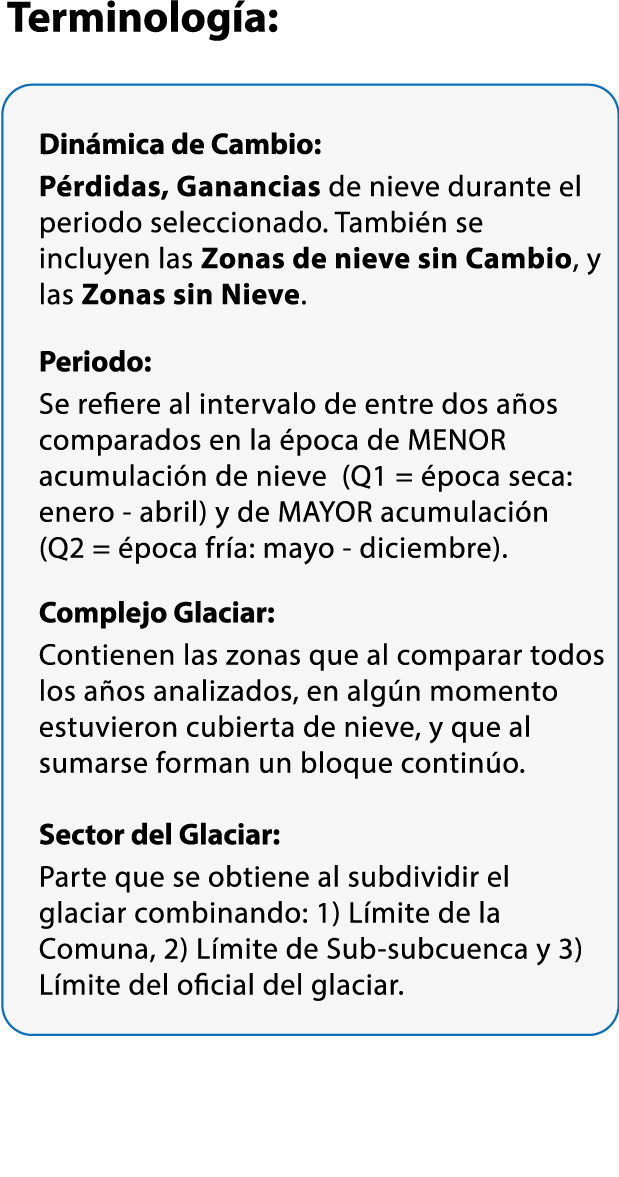 Terminología:
Dinámica de Cambio:
Pérdidas, Ganancias de nieve durante el
periodo seleccionado. También se
incluyen las Zonas de nieve sin Cambio, y
las Zonas sin Nieve.
Periodo:
Se refiere al intervalo de entre dos años
comparados en la época de MENOR
acumulación de nieve  (Q1 = época seca:
enero - abril) y de MAYOR acumulación
(Q2 = época fría: mayo - diciembre).
Complejo Glaciar:
Contienen las zonas que al comparar todos
los años analizados, en algún momento
estuvieron cubierta de nieve, y que al
sumarse forman un bloque continúo.
Sector del Glaciar:
Parte que se obtiene al subdividir el
glaciar combinando: 1) Límite de la
Comuna, 2) Límite de Sub-subcuenca y 3)
Límite del oficial del glaciar.